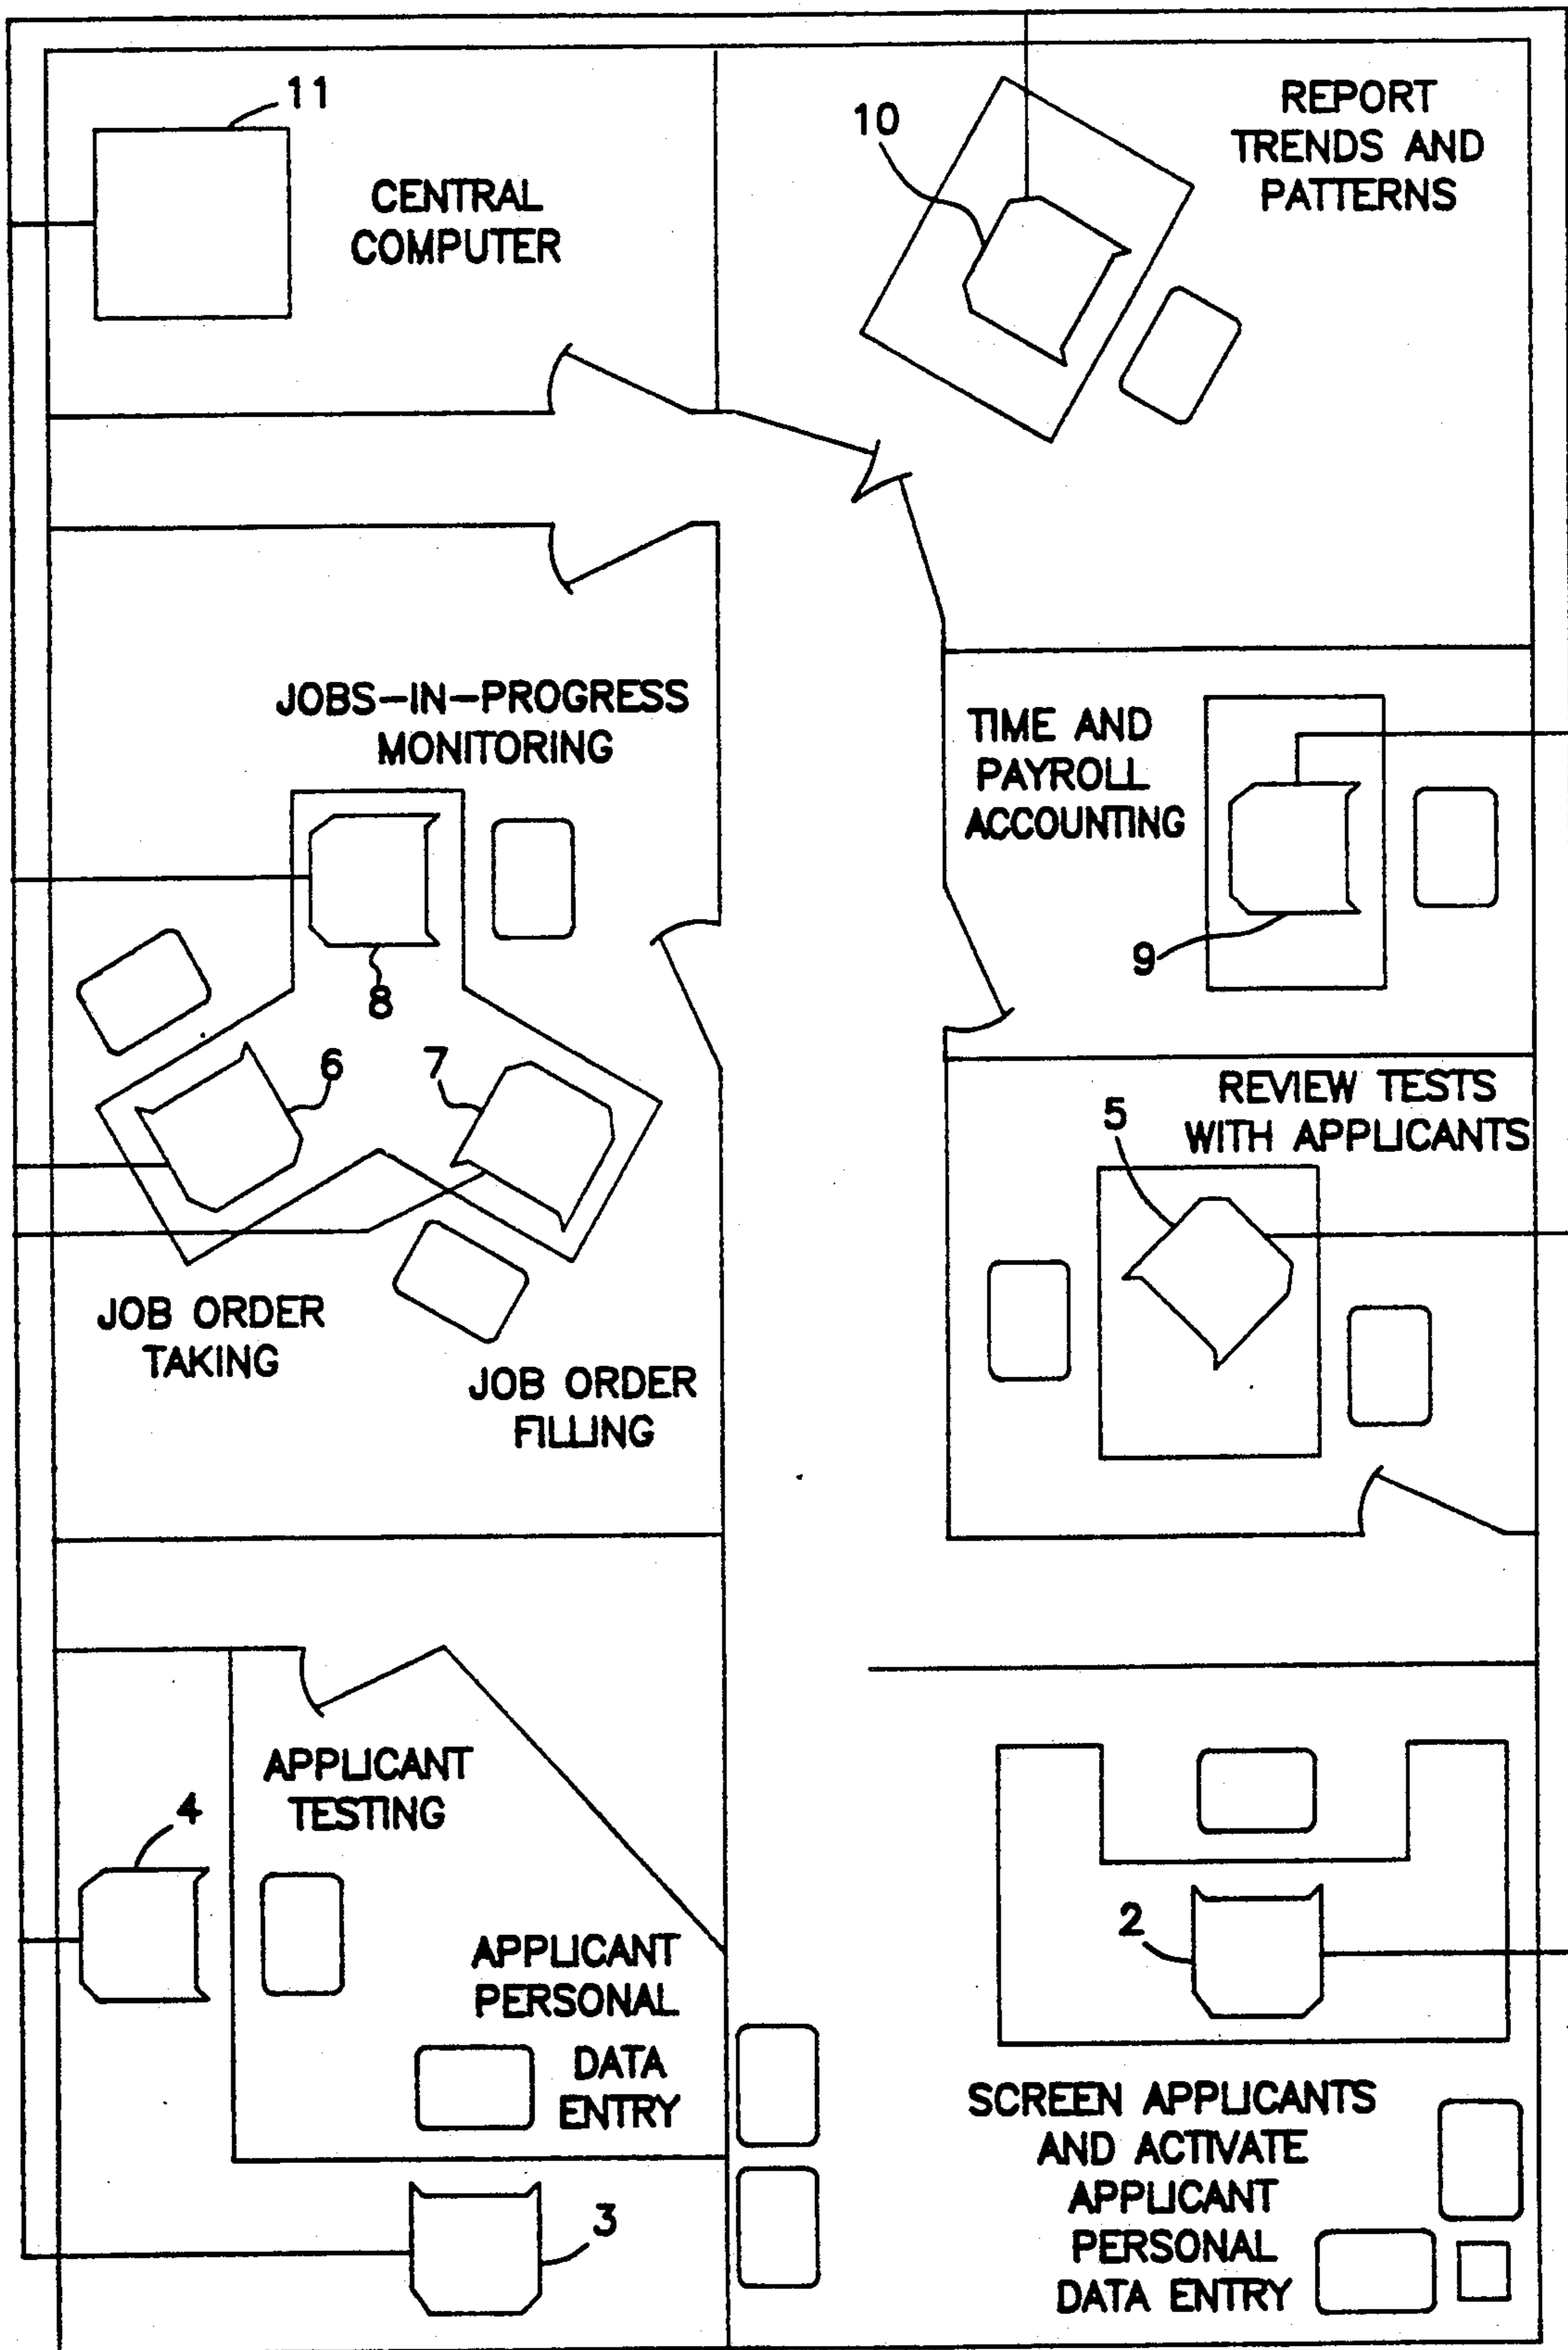 11
CENTRAL
COMPUTER
10
REPORT
TRENDS AND
PATTERNS
JOBS-IN-PROGRESS
MONITORING
8
6
7
JOB ORDER
TAKING
JOB ORDER
FILLING
TIME AND
PAYROLL
ACCOUNTING
9
REVIEW TESTS
WITH APPLICANTS
5
APPLICANT
TESTING
4
APPLICANT
PERSONAL
DATA
ENTRY
3
2
SCREEN APPLICANTS
AND ACTIVATE
APPLICANT
PERSONAL
DATA ENTRY